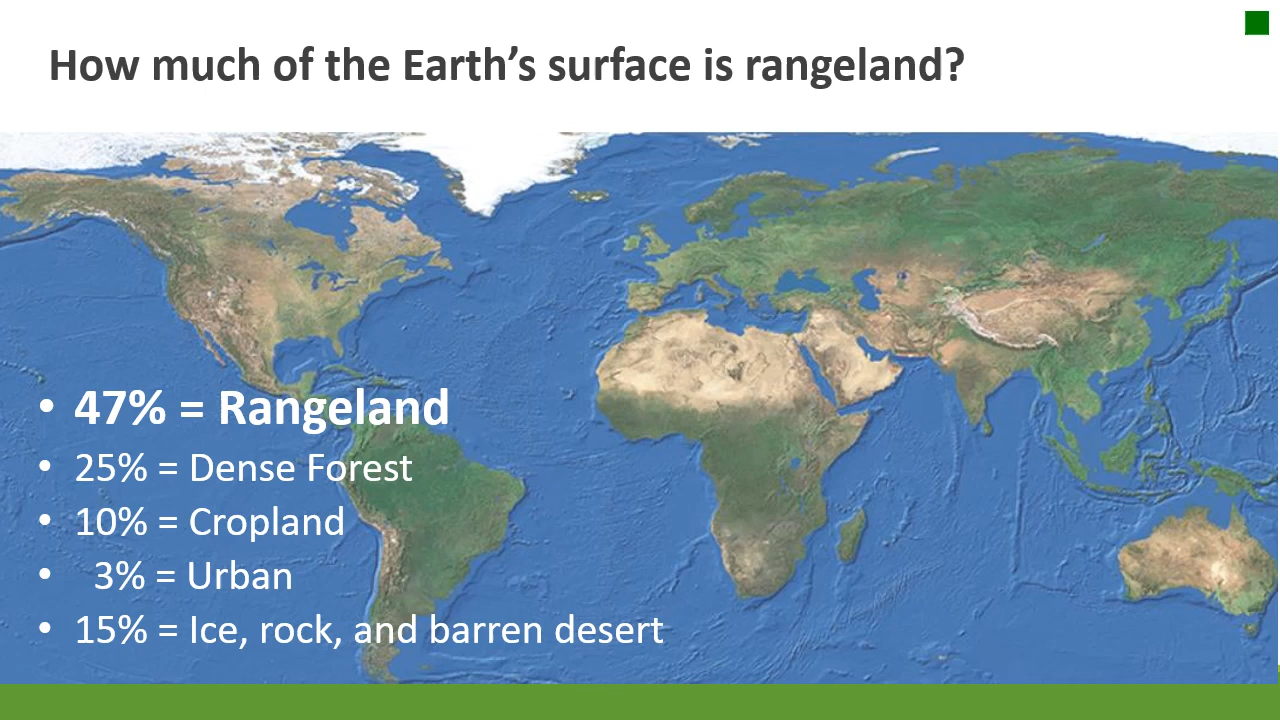 How much of the Earth’s surface is rangeland?
• 47% = Rangeland
• 25% = Dense Forest
• 10% = Cropland
• 3% = Urban
• 15% = Ice, rock, and barren desert